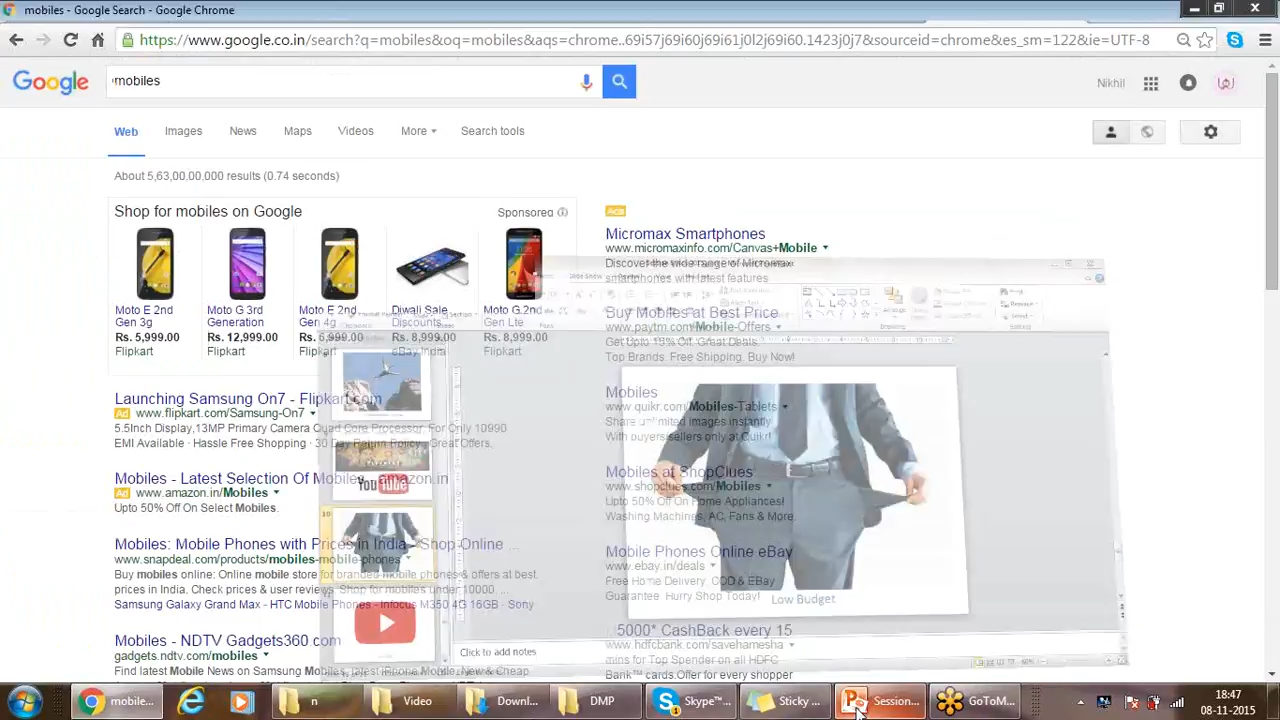 mobiles - Google Search - Google Chrome
https://www.google.co.in/search?q=mobiles&oq=mobiles&aqs=chrome..69i57j69i60j69i61j0l2j69i60.1423j0j7&sourceid=chrome&es_sm=122&ie=UTF-8
Google
mobiles
Nikhil
Web Images News Maps Videos More Search tools
About 5,63,00,00,000 results (0.74 seconds)
Shop for mobiles on Google
Sponsored
Moto E 2nd
Gen 3g
Rs. 5,999.00
Flipkart
Moto G 3rd
Generation
Rs. 12,999.00
Flipkart
Moto E 2nd
Gen 4g
Rs. 6,999.00
Flipkart
Diwali Sale
Discounts
Rs. 8,999.00
eBay India
Moto G 2nd
Gen Lte
Rs. 8,999.00
Flipkart
Launching Samsung On7 - Flipkart.com
Ad www.flipkart.com/Samsung-On7
5.5Inch Display,13MP Primary Camera Quad Core Processor. For Only 10990
EMI Available · Hassle Free Shopping · 30 Day Return Policy · Great Offers.
Mobiles - Latest Selection Of Mobiles - amazon.in
Ad www.amazon.in/Mobiles
Upto 50% Off On Select Mobiles.
Mobiles: Mobile Phones with Prices in India - Shop Online ...
www.snapdeal.com/products/mobiles-mobile-phones
Buy mobiles online: Online mobile store for branded mobile phones & offers at best
prices in India. Check prices & user reviews. Shop for mobiles under 10000. ...
Samsung Galaxy Grand Max - HTC Mobile Phones - Infocus M350 4G 16GB - Sony
Mobiles - NDTV Gadgets360.com
gadgets.ndtv.com/mobiles
Find latest Mobile News on Samsung Mobiles, latest iPhone Mobile, New & Cheap
Ads
Micromax Smartphones
www.micromaxinfo.com/Canvas+Mobile
Discover the wide range of Micromax
smartphones with latest features.
Buy Mobiles at Best Price
www.paytm.com/Mobile-Offers
Get Upto 19% Off. Great Deals.
Top Brands. Free Shipping. Buy Now!
Mobiles
www.quikr.com/Mobiles-Tablets
Share unlimited images instantly
With buyers/sellers only at Quikr!
Mobiles at ShopClues
www.shopclues.com/Mobiles
Upto 50% Off On Home Appliances!
Washing Machines, AC, Fans & More.
Mobile Phones Online eBay
www.ebay.in/deals
Free Home Delivery, COD & EBay
Guarantee. Hurry Shop Today!
5000* CashBack every 15
www.hdfcbank.com/savehamesha
mins for Top Spender on all HDFC
Bank™ cards.Offer for every shopper
You Tube
Low Budget
Click to add notes
mobile... n Video Downl... DMP Skype™... Sticky ... Session... GoToM...
18:47
08-11-2015